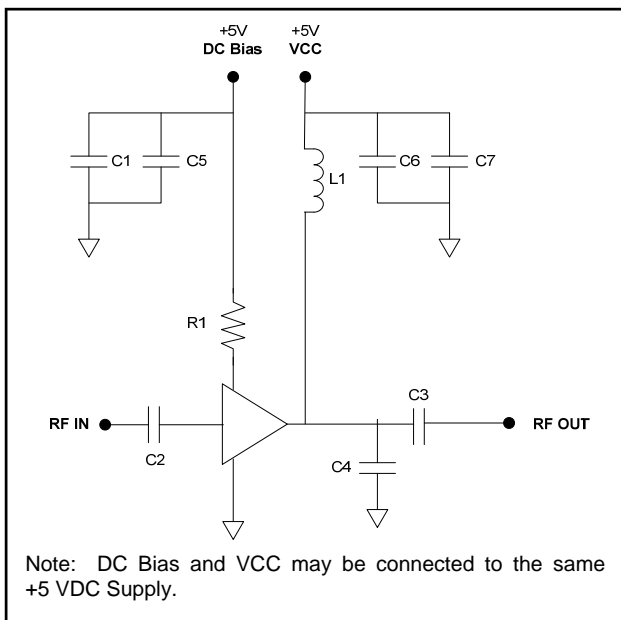 +5V +5V
DC Bias VCC
C1 C5 L1 C6 C7
R1
C3
RF IN RF OUT
C2 C4
Note: DC Bias and VCC may be connected to the same
+5 VDC Supply.